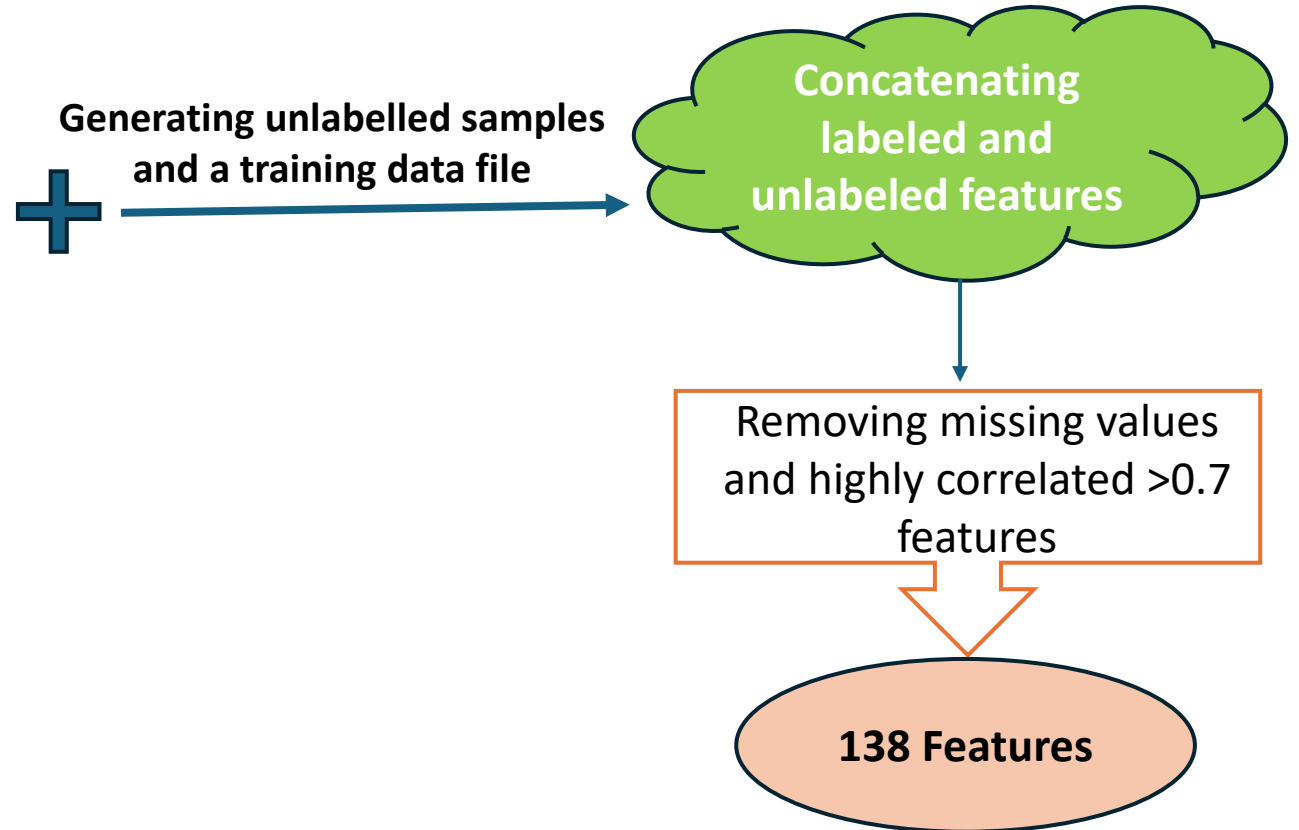 Generating unlabelled samples
and a training data file
Concatenating
labeled and
unlabeled features
Removing missing values
and highly correlated >0.7
features
138 Features